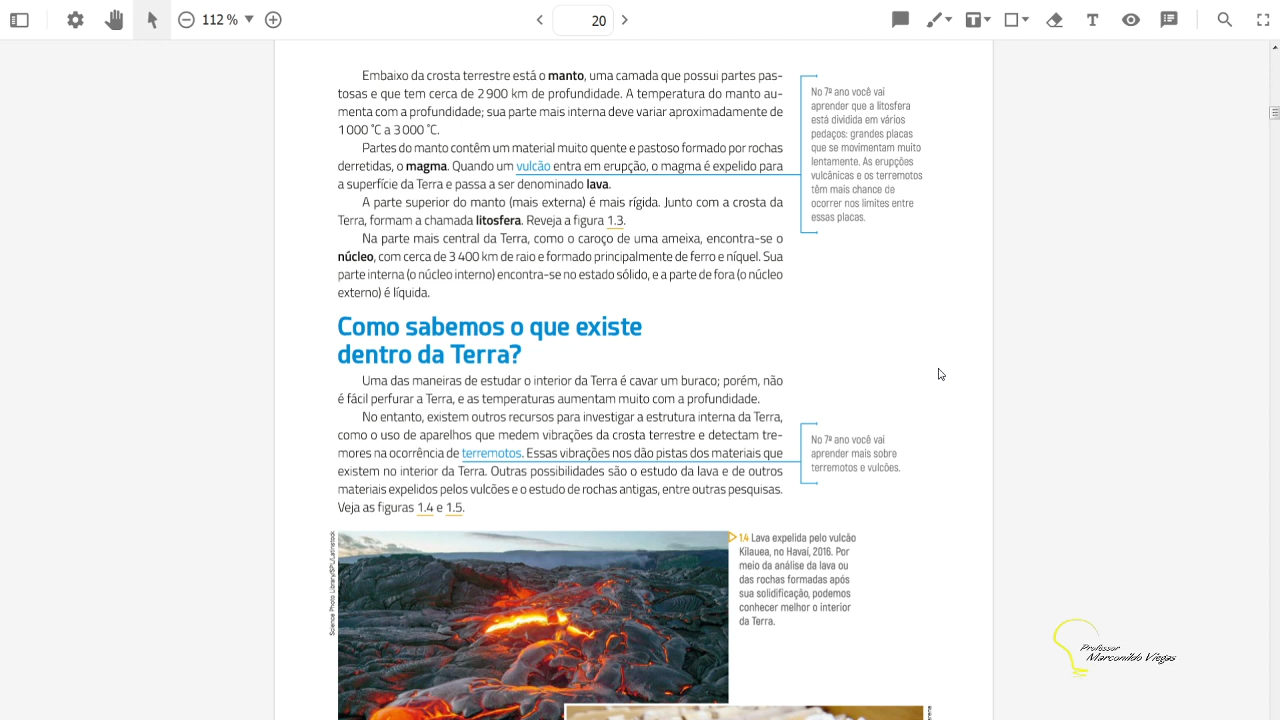 112 %
20
Embaixo da crosta terrestre está o manto, uma camada que possui partes pas-
tosas e que tem cerca de 2 900 km de profundidade. A temperatura do manto au-
menta com a profundidade; sua parte mais interna deve variar aproximadamente de
1 000 ˚C a 3 000 ˚C.
Partes do manto contêm um material muito quente e pastoso formado por rochas
derretidas, o magma. Quando um vulcão entra em erupção, o magma é expelido para
a superfície da Terra e passa a ser denominado lava.
A parte superior do manto (mais externa) é mais rígida. Junto com a crosta da
Terra, formam a chamada litosfera. Reveja a figura 1.3.
Na parte mais central da Terra, como o caroço de uma ameixa, encontra-se o
núcleo, com cerca de 3 400 km de raio e formado principalmente de ferro e níquel. Sua
parte interna (o núcleo interno) encontra-se no estado sólido, e a parte de fora (o núcleo
externo) é líquida.
No 7º ano você vai
aprender que a litosfera
está dividida em vários
pedaços: grandes placas
que se movimentam muito
lentamente. As erupções
vulcânicas e os terremotos
têm mais chance de
ocorrer nos limites entre
essas placas.
Como sabemos o que existe
dentro da Terra?
Uma das maneiras de estudar o interior da Terra é cavar um buraco; porém, não
é fácil perfurar a Terra, e as temperaturas aumentam muito com a profundidade.
No entanto, existem outros recursos para investigar a estrutura interna da Terra,
como o uso de aparelhos que medem vibrações da crosta terrestre e detectam tre-
mores na ocorrência de terremotos. Essas vibrações nos dão pistas dos materiais que
existem no interior da Terra. Outras possibilidades são o estudo da lava e de outros
materiais expelidos pelos vulcões e o estudo de rochas antigas, entre outras pesquisas.
Veja as figuras 1.4 e 1.5.
No 7º ano você vai
aprender mais sobre
terremotos e vulcões.
Science Photo Library/SPL/Latinstock
1.4 Lava expelida pelo vulcão
Kilauea, no Havaí, 2016. Por
meio da análise da lava ou
das rochas formadas após
sua solidificação, podemos
conhecer melhor o interior
da Terra.
Professor
Marconildo Viegas